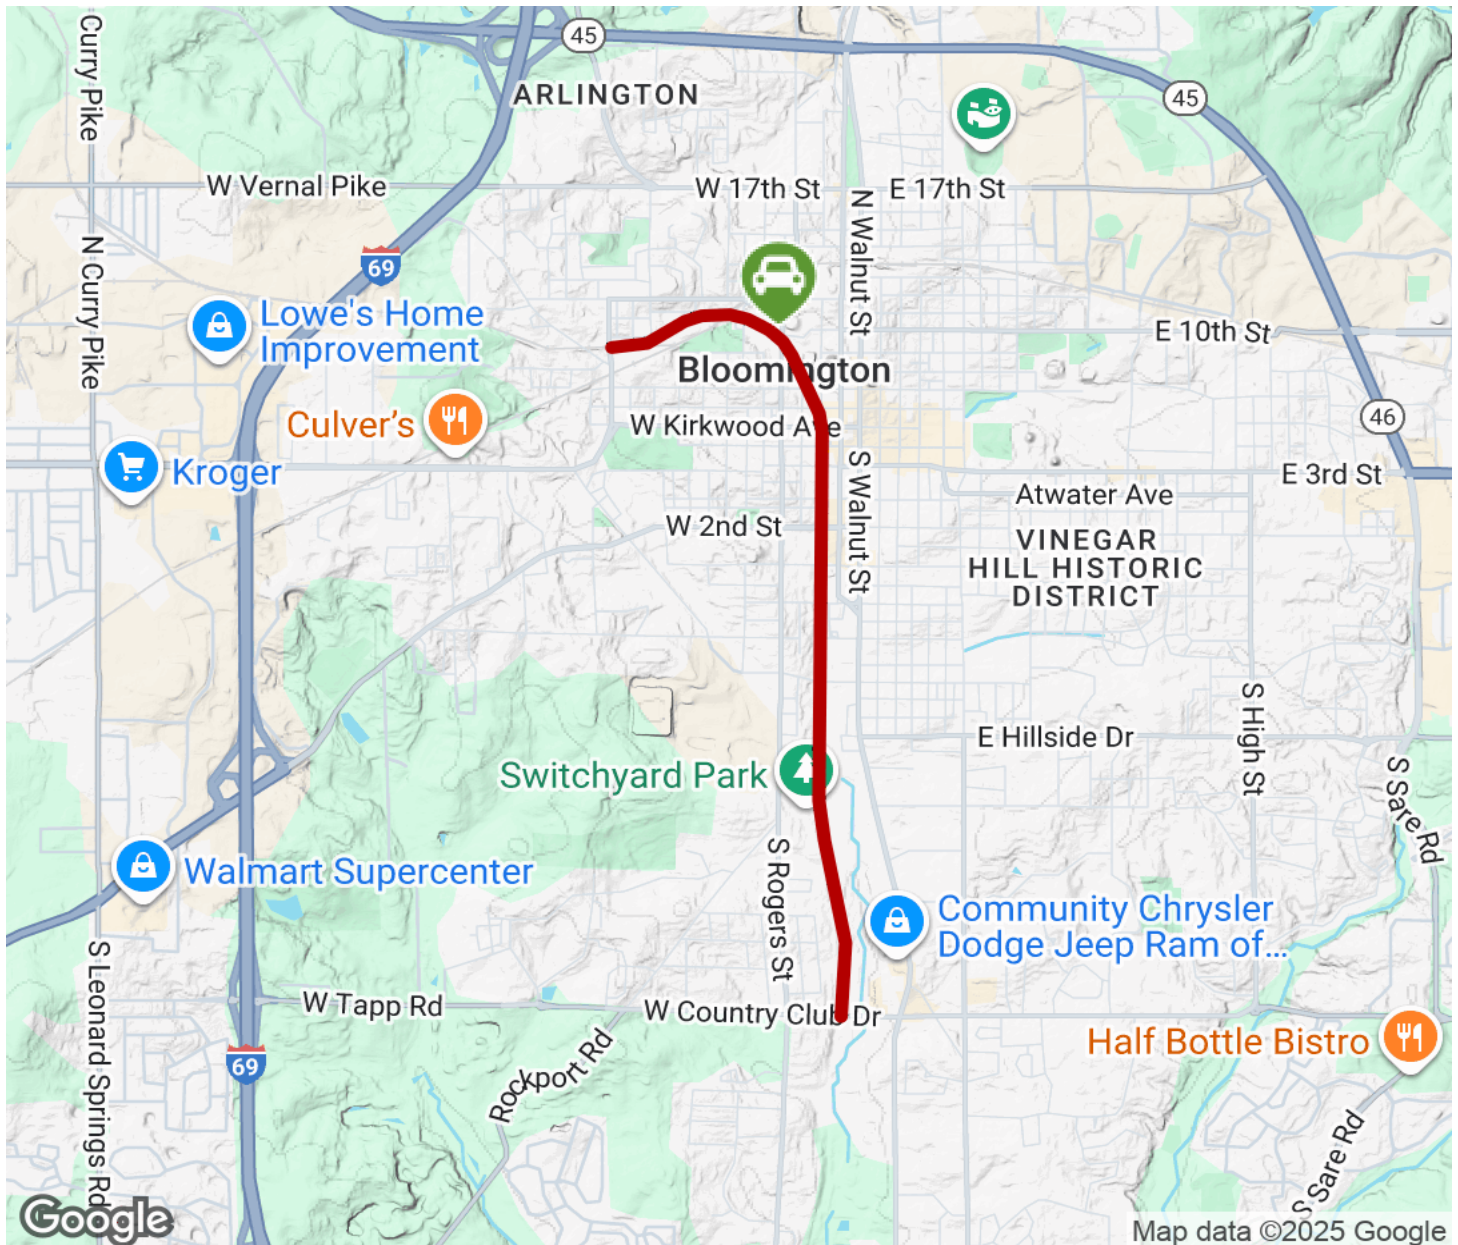 Curry Pike
45
ARLINGTON
45
W Vernal Pike
W 17th St
E 17th St
N Walnut St
N Curry Pike
69
Lowe's Home
Improvement
E 10th St
Bloomington
Culver's
W Kirkwood Ave
46
Kroger
E 3rd St
S Walnut St
Atwater Ave
W 2nd St
VINEGAR
HILL HISTORIC
DISTRICT
S High St
E Hillside Dr
Switchyard Park
S Sare Rd
Walmart Supercenter
S Rogers St
Community Chrysler
Dodge Jeep Ram of...
S Leonard Springs Rd
W Tapp Rd
W Country Club Dr
Half Bottle Bistro
69
Rockport Rd
S Sare Rd
Google
Map data ©2025 Google